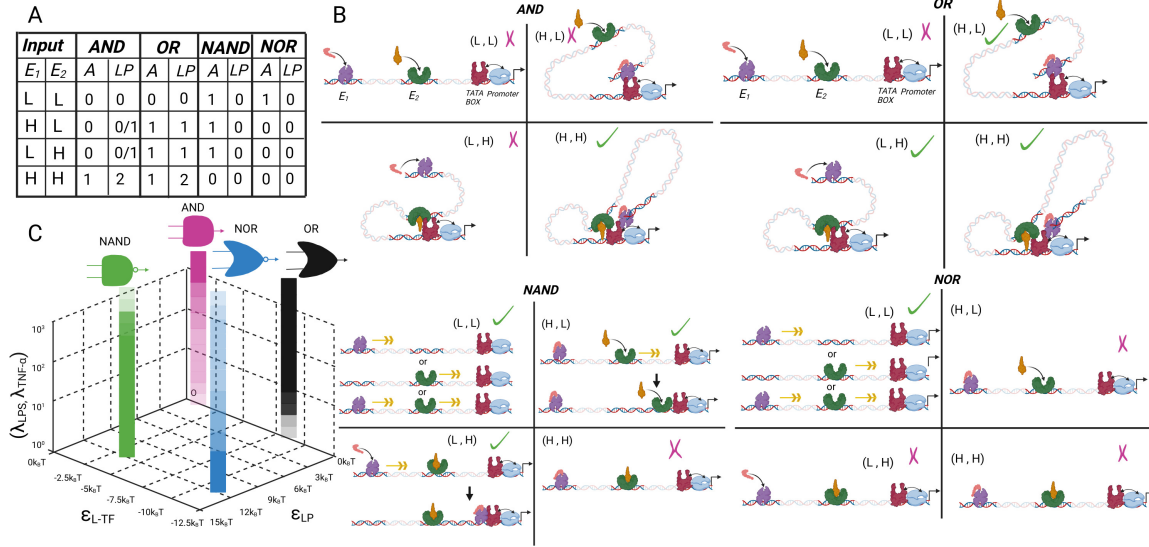 A
Input AND OR NAND NOR
E₁ E₂ A LP A LP A LP A LP
L L 0 0 0 0 1 0 1 0
H L 0 0/1 1 1 1 0 0 0
L H 0 0/1 1 1 1 0 0 0
H H 1 2 1 2 0 0 0 0
B
AND
(L , L)
(H , L)
E₁
E₂
TATA BOX
Promoter
(L , H)
(H , H)
OR
(L , L)
(H , L)
E₁
E₂
TATA BOX
Promoter
(L , H)
(H , H)
NAND
(L , L)
or
or
(H , L)
(L , H)
(H , H)
NOR
(L , L)
or
or
(H , L)
(L , H)
(H , H)
C
NAND
AND
NOR
OR
(λLPS, λTNF-α)
10³
10²
10¹
10⁰
0
0kBT
-2.5kBT
-5kBT
-7.5kBT
-10kBT
-12.5kBT
εL-TF
0kBT
3kBT
6kBT
9kBT
12kBT
15kBT
εLP